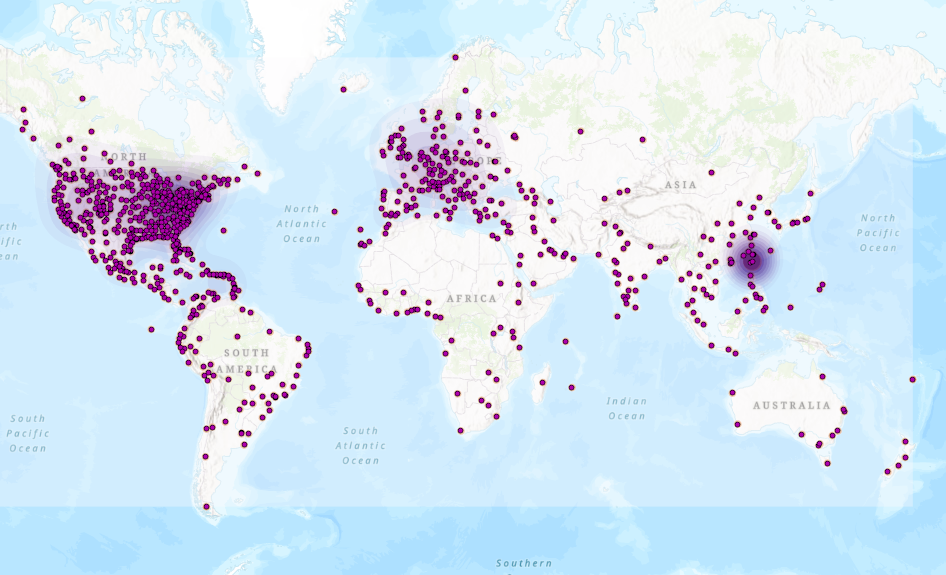 NORTH
North
Atlantic
Ocean
ASIA
North
Pacific
Ocean
AFRICA
SOUTH
AMERICA
Indian
Ocean
AUSTRALIA
South
Pacific
Ocean
South
Atlantic
Ocean
Southern